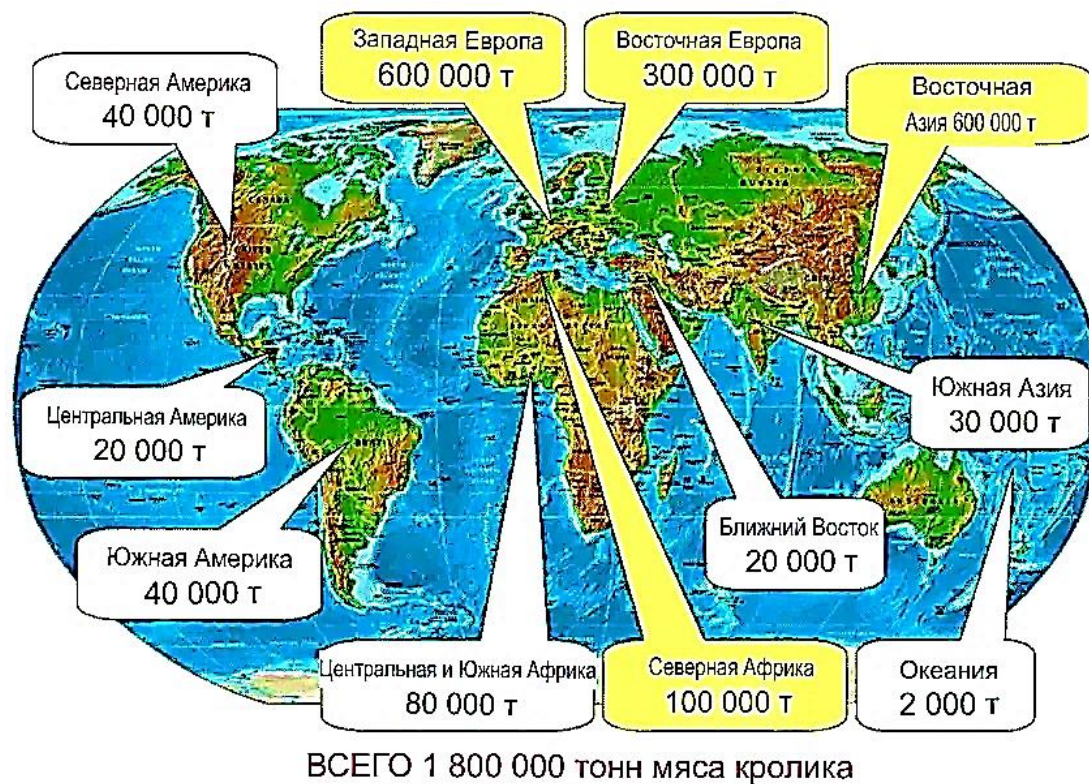 Западная Европа
600 000 т
Восточная Европа
300 000 т
Северная Америка
40 000 т
Восточная
Азия 600 000 т
Центральная Америка
20 000 т
Южная Азия
30 000 т
Южная Америка
40 000 т
Ближний Восток
20 000 т
Центральная и Южная Африка
80 000 т
Северная Африка
100 000 т
Океания
2 000 т
ВСЕГО 1 800 000 тонн мяса кролика